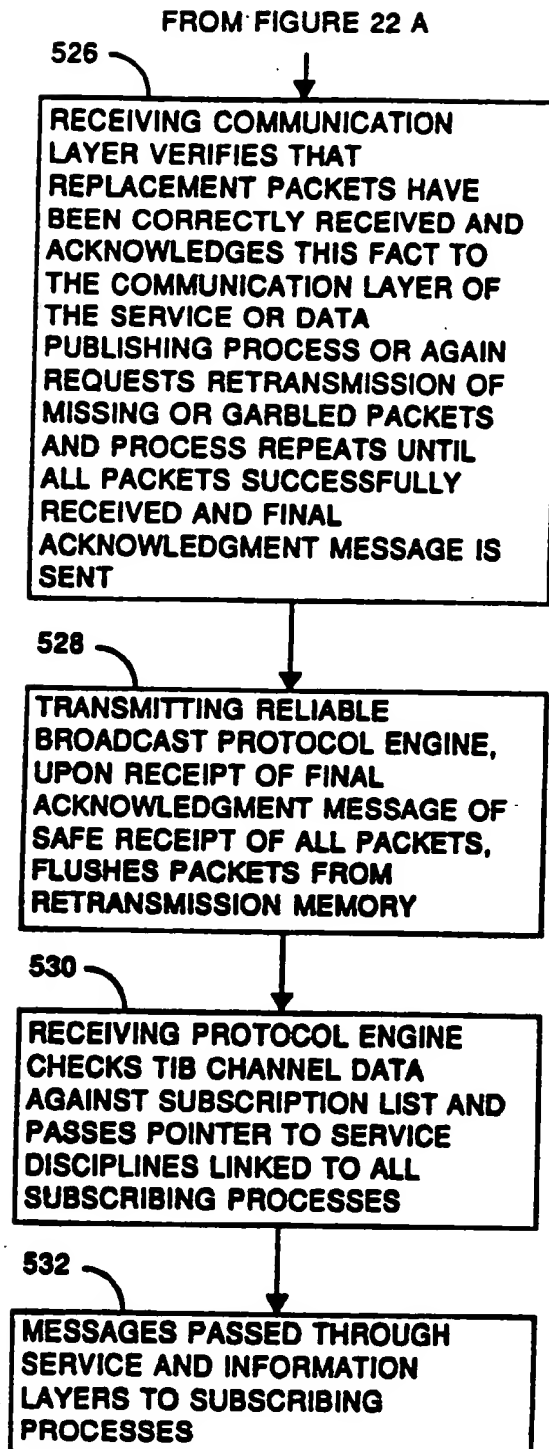 FROM FIGURE 22 A
526
RECEIVING COMMUNICATION
LAYER VERIFIES THAT
REPLACEMENT PACKETS HAVE
BEEN CORRECTLY RECEIVED AND
ACKNOWLEDGES THIS FACT TO
THE COMMUNICATION LAYER OF
THE SERVICE OR DATA
PUBLISHING PROCESS OR AGAIN
REQUESTS RETRANSMISSION OF
MISSING OR GARBLED PACKETS
AND PROCESS REPEATS UNTIL
ALL PACKETS SUCCESSFULLY
RECEIVED AND FINAL
ACKNOWLEDGMENT MESSAGE IS
SENT
528
TRANSMITTING RELIABLE
BROADCAST PROTOCOL ENGINE,
UPON RECEIPT OF FINAL
ACKNOWLEDGMENT MESSAGE OF
SAFE RECEIPT OF ALL PACKETS,
FLUSHES PACKETS FROM
RETRANSMISSION MEMORY
530
RECEIVING PROTOCOL ENGINE
CHECKS TIB CHANNEL DATA
AGAINST SUBSCRIPTION LIST AND
PASSES POINTER TO SERVICE
DISCIPLINES LINKED TO ALL
SUBSCRIBING PROCESSES
532
MESSAGES PASSED THROUGH
SERVICE AND INFORMATION
LAYERS TO SUBSCRIBING
PROCESSES